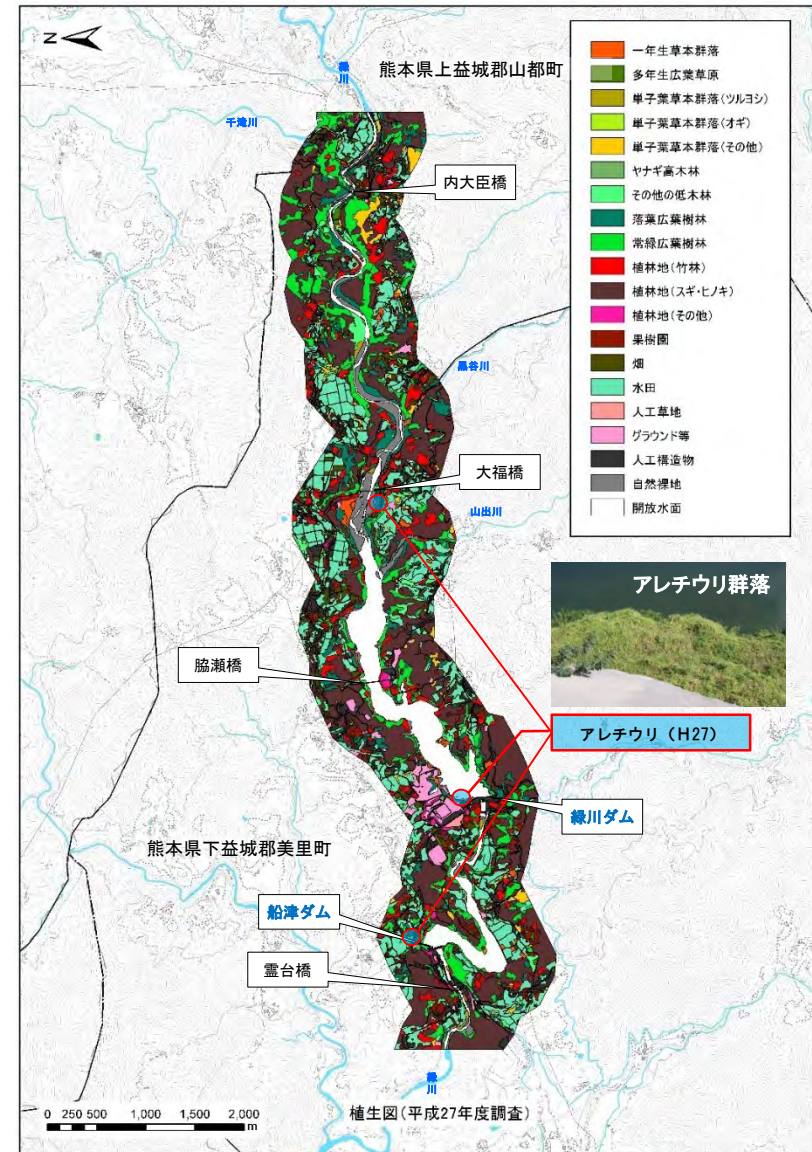 N
緑川
熊本県上益城郡山都町
千滝川
内大臣橋
黒谷川
大福橋
山出川
脇瀬橋
熊本県下益城郡美里町
緑川ダム
船津ダム
霊台橋
緑川
一年生草本群落
多年生広葉草原
単子葉草本群落(ツルヨシ)
単子葉草本群落(オギ)
単子葉草本群落(その他)
ヤナギ高木林
その他の低木林
落葉広葉樹林
常緑広葉樹林
植林地(竹林)
植林地(スギ・ヒノキ)
植林地(その他)
果樹園
畑
水田
人工草地
グラウンド等
人工構造物
自然裸地
開放水面
アレチウリ群落
アレチウリ（H27）
0 250 500 1,000 1,500 2,000
m
植生図(平成27年度調査)